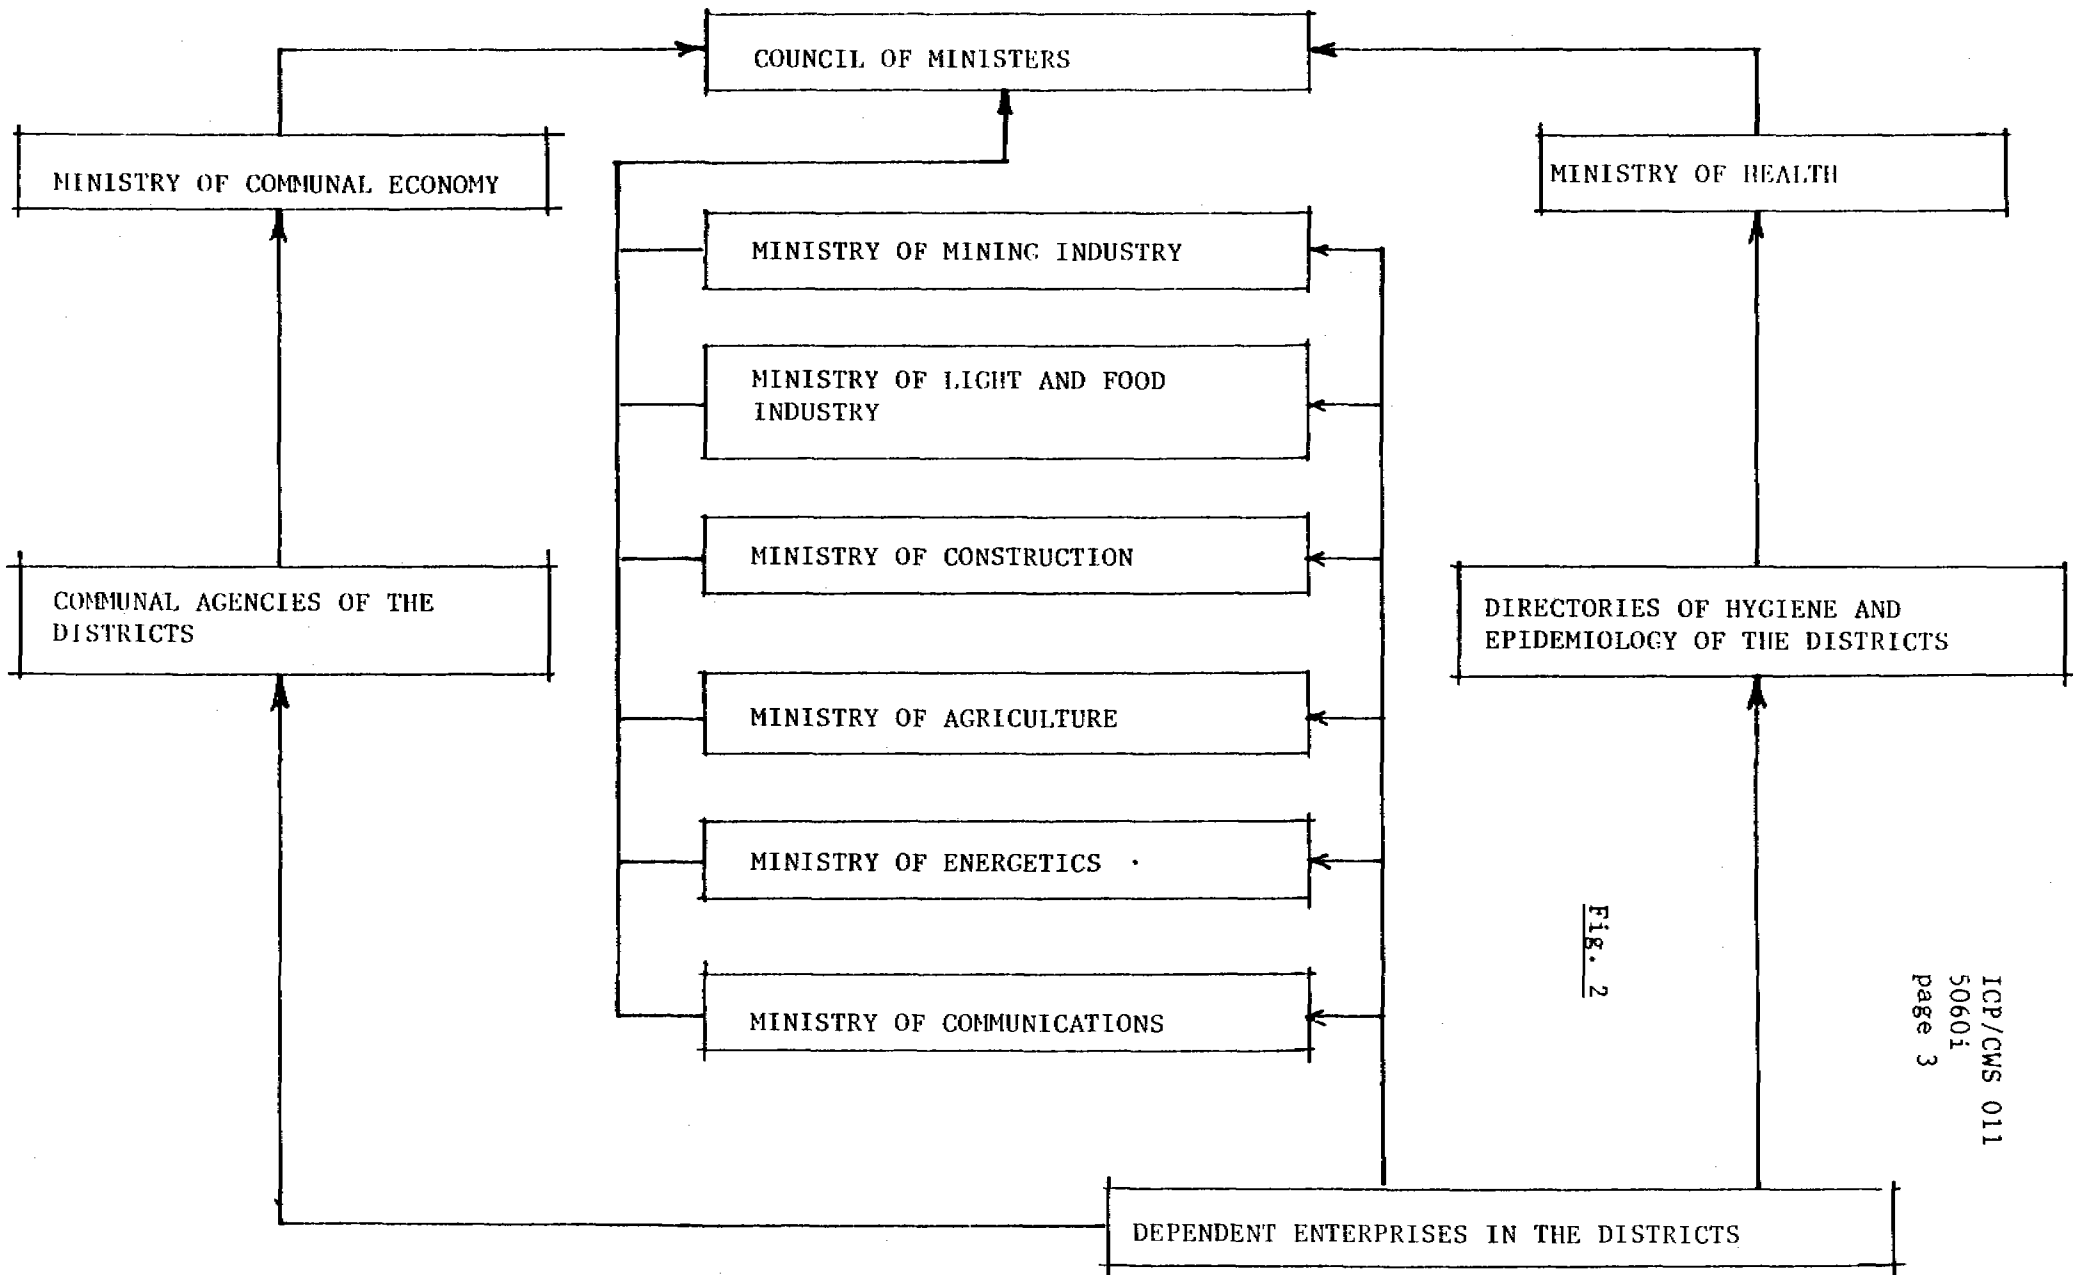 COUNCIL OF MINISTERS
MINISTRY OF COMMUNAL ECONOMY
MINISTRY OF HEALTH
MINISTRY OF MINING INDUSTRY
MINISTRY OF LIGHT AND FOOD
INDUSTRY
MINISTRY OF CONSTRUCTION
COMMUNAL AGENCIES OF THE
DISTRICTS
DIRECTORIES OF HYGIENE AND
EPIDEMIOLOGY OF THE DISTRICTS
MINISTRY OF AGRICULTURE
MINISTRY OF ENERGETICS
MINISTRY OF COMMUNICATIONS
DEPENDENT ENTERPRISES IN THE DISTRICTS
Fig. 2
ICP/CWS 011
5060i
page 3